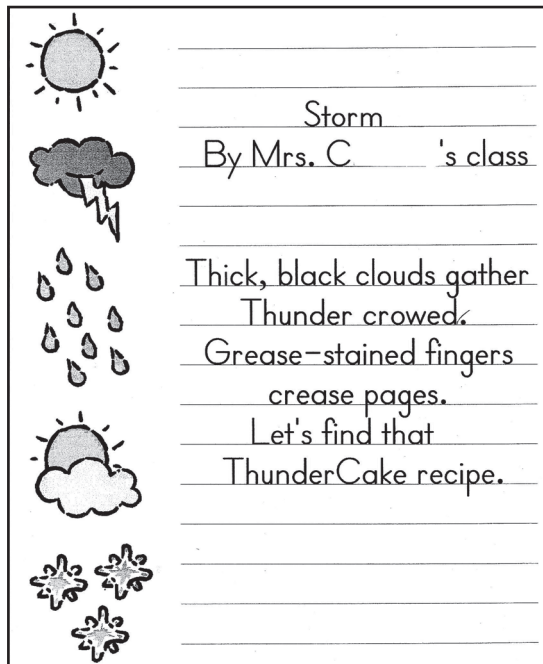 Storm
By Mrs. C 's class
Thick, black clouds gather
Thunder crowed.
Grease-stained fingers
crease pages.
Let's find that
ThunderCake recipe.